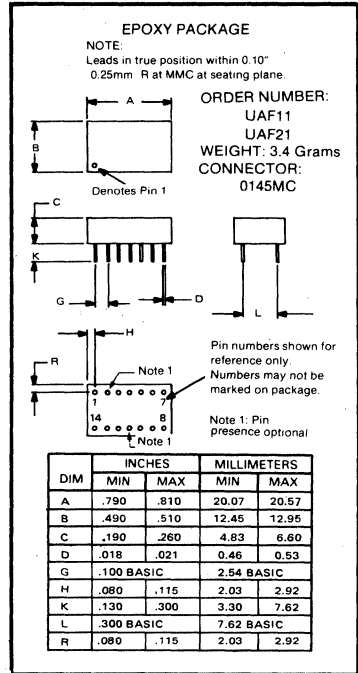 EPOXY PACKAGE
NOTE:
Leads in true position within 0.10"
0.25mm R at MMC at seating plane.
ORDER NUMBER:
UAF11
UAF21
WEIGHT: 3.4 Grams
CONNECTOR:
0145MC
A
B
Denotes Pin 1
C
K
G
D
L
H
R
Note 1
1
7
14
8
Note 1
Pin numbers shown for
reference only.
Numbers may not be
marked on package.
Note 1: Pin
presence optional
DIM INCHES MILLIMETERS
MIN MAX MIN MAX
A .790 .810 20.07 20.57
B .490 .510 12.45 12.95
C .190 .260 4.83 6.60
D .018 .021 0.46 0.53
G .100 BASIC 2.54 BASIC
H .080 .115 2.03 2.92
K .130 .300 3.30 7.62
L .300 BASIC 7.62 BASIC
R .080 .115 2.03 2.92